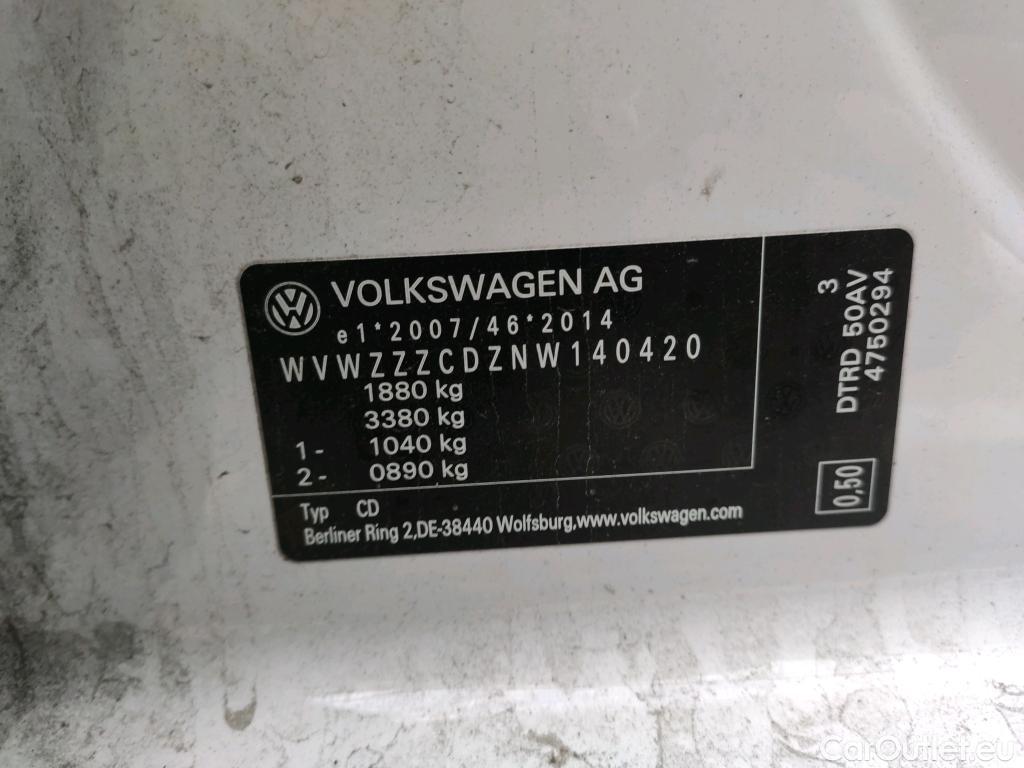 VOLKSWAGEN AG
e1*2007/46*2014
WVWZZZCDZNW140420
1880 kg
3380 kg
1- 1040 kg
2- 0890 kg
Typ CD
Berliner Ring 2,DE-38440 Wolfsburg,www.volkswagen.com
3
DTRD 50AV
4750294
0,50
CarOutlet.eu